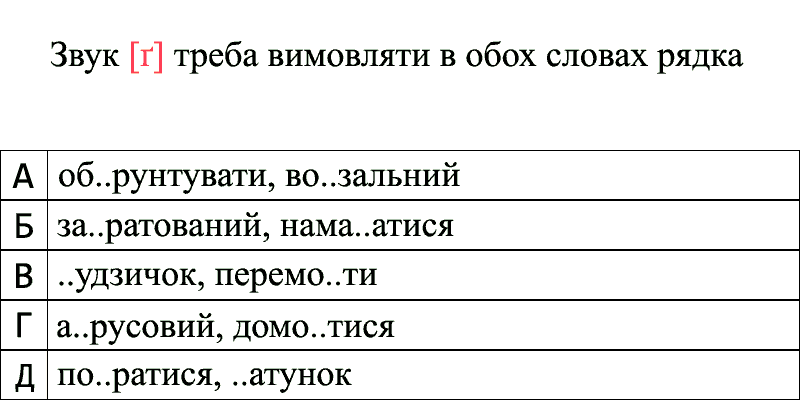 Звук [ґ] треба вимовляти в обох словах рядка
А об..рунтувати, во..зальний
Б за..ратований, нама..атися
В ..удзичок, перемо..ти
Г а..русовий, домо..тися
Д по..ратися, ..атунок